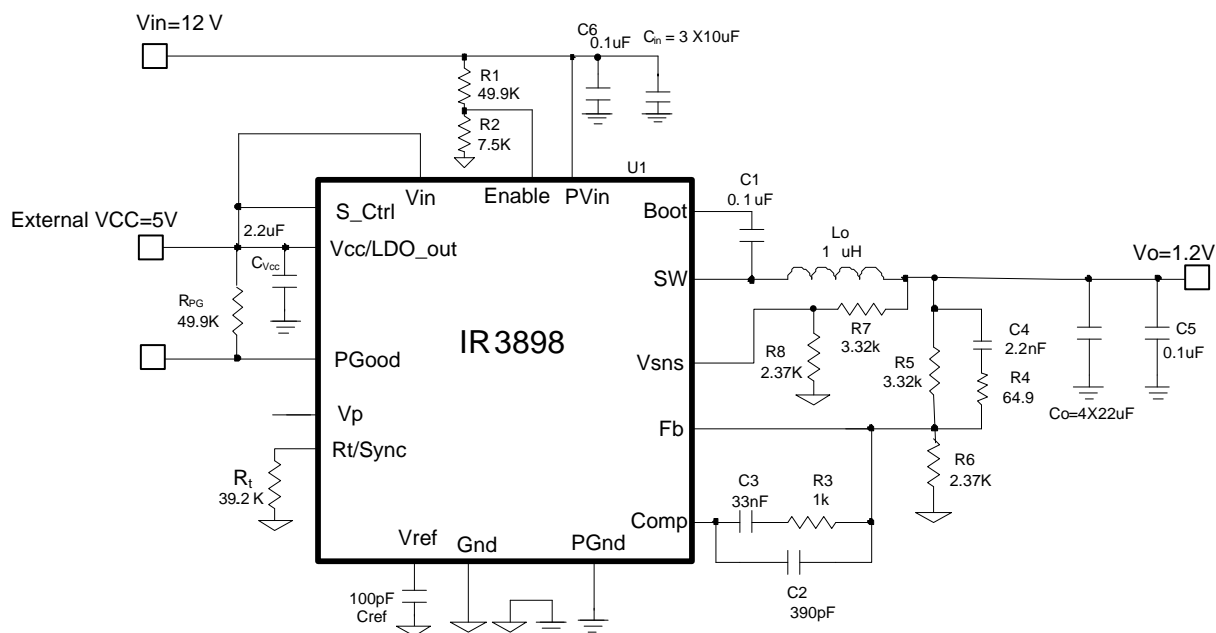 Vin=12 V
C6
0.1uF
Cin = 3 X10uF
R1
49.9K
R2
7.5K
U1
Vin
Enable
PVin
C1
0.1uF
S_Ctrl
Boot
External VCC=5V
2.2uF
Vcc/LDO_out
Lo
1 uH
Vo=1.2V
CVcc
SW
RPG
49.9K
IR3898
R7
3.32k
C4
2.2nF
C5
0.1uF
R8
2.37K
R5
3.32k
PGood
Vsns
R4
64.9
Co=4X22uF
Vp
Fb
Rt/Sync
R6
2.37K
Rt
39.2 K
C3
33nF
R3
1k
Comp
Vref
Gnd
PGnd
C2
390pF
100pF
Cref